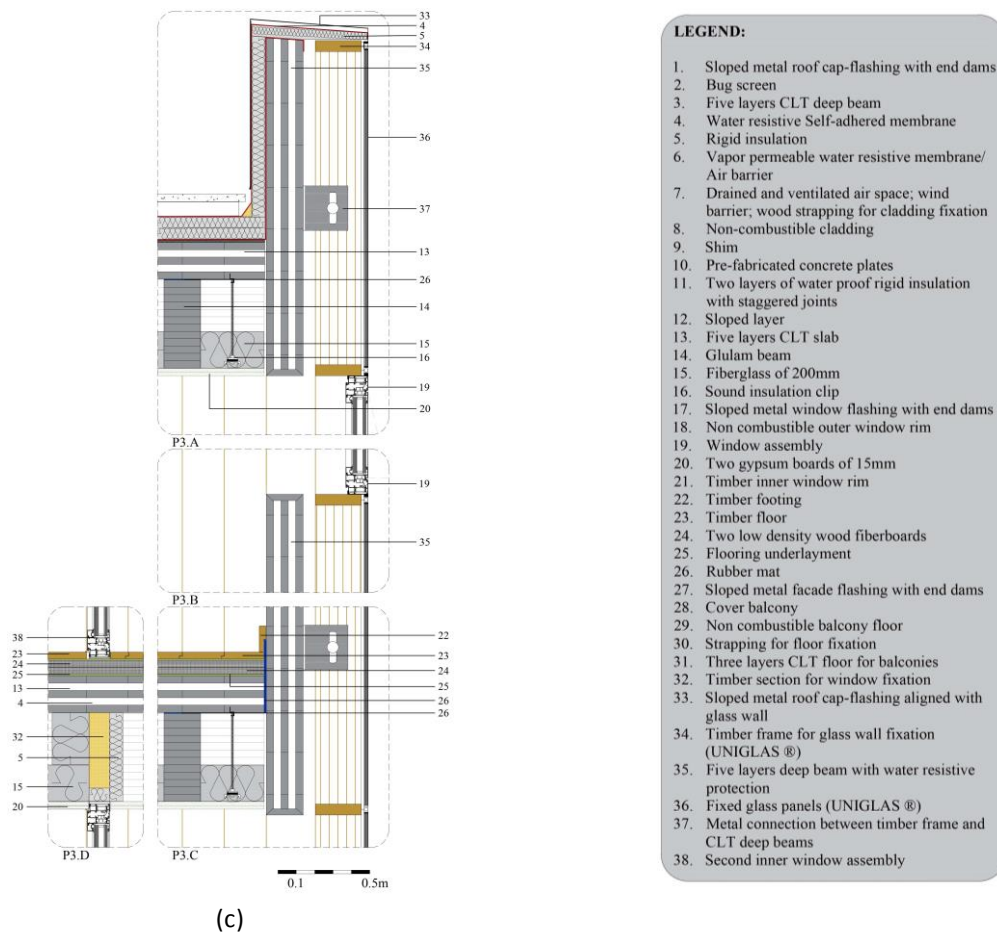 33
4
5
34
35
36
37
13
26
14
15
16
19
20
P3.A
19
35
P3.B
38
23
24
25
13
4
32
5
15
20
22
23
24
25
26
26
P3.D
P3.C
0.1 0.5m
(c)
LEGEND:
1. Sloped metal roof cap-flashing with end dams
2. Bug screen
3. Five layers CLT deep beam
4. Water resistive Self-adhered membrane
5. Rigid insulation
6. Vapor permeable water resistive membrane/
Air barrier
7. Drained and ventilated air space; wind
barrier; wood strapping for cladding fixation
8. Non-combustible cladding
9. Shim
10. Pre-fabricated concrete plates
11. Two layers of water proof rigid insulation
with staggered joints
12. Sloped layer
13. Five layers CLT slab
14. Glulam beam
15. Fiberglass of 200mm
16. Sound insulation clip
17. Sloped metal window flashing with end dams
18. Non combustible outer window rim
19. Window assembly
20. Two gypsum boards of 15mm
21. Timber inner window rim
22. Timber footing
23. Timber floor
24. Two low density wood fiberboards
25. Flooring underlayment
26. Rubber mat
27. Sloped metal facade flashing with end dams
28. Cover balcony
29. Non combustible balcony floor
30. Strapping for floor fixation
31. Three layers CLT floor for balconies
32. Timber section for window fixation
33. Sloped metal roof cap-flashing aligned with
glass wall
34. Timber frame for glass wall fixation
(UNIGLAS ®)
35. Five layers deep beam with water resistive
protection
36. Fixed glass panels (UNIGLAS ®)
37. Metal connection between timber frame and
CLT deep beams
38. Second inner window assembly